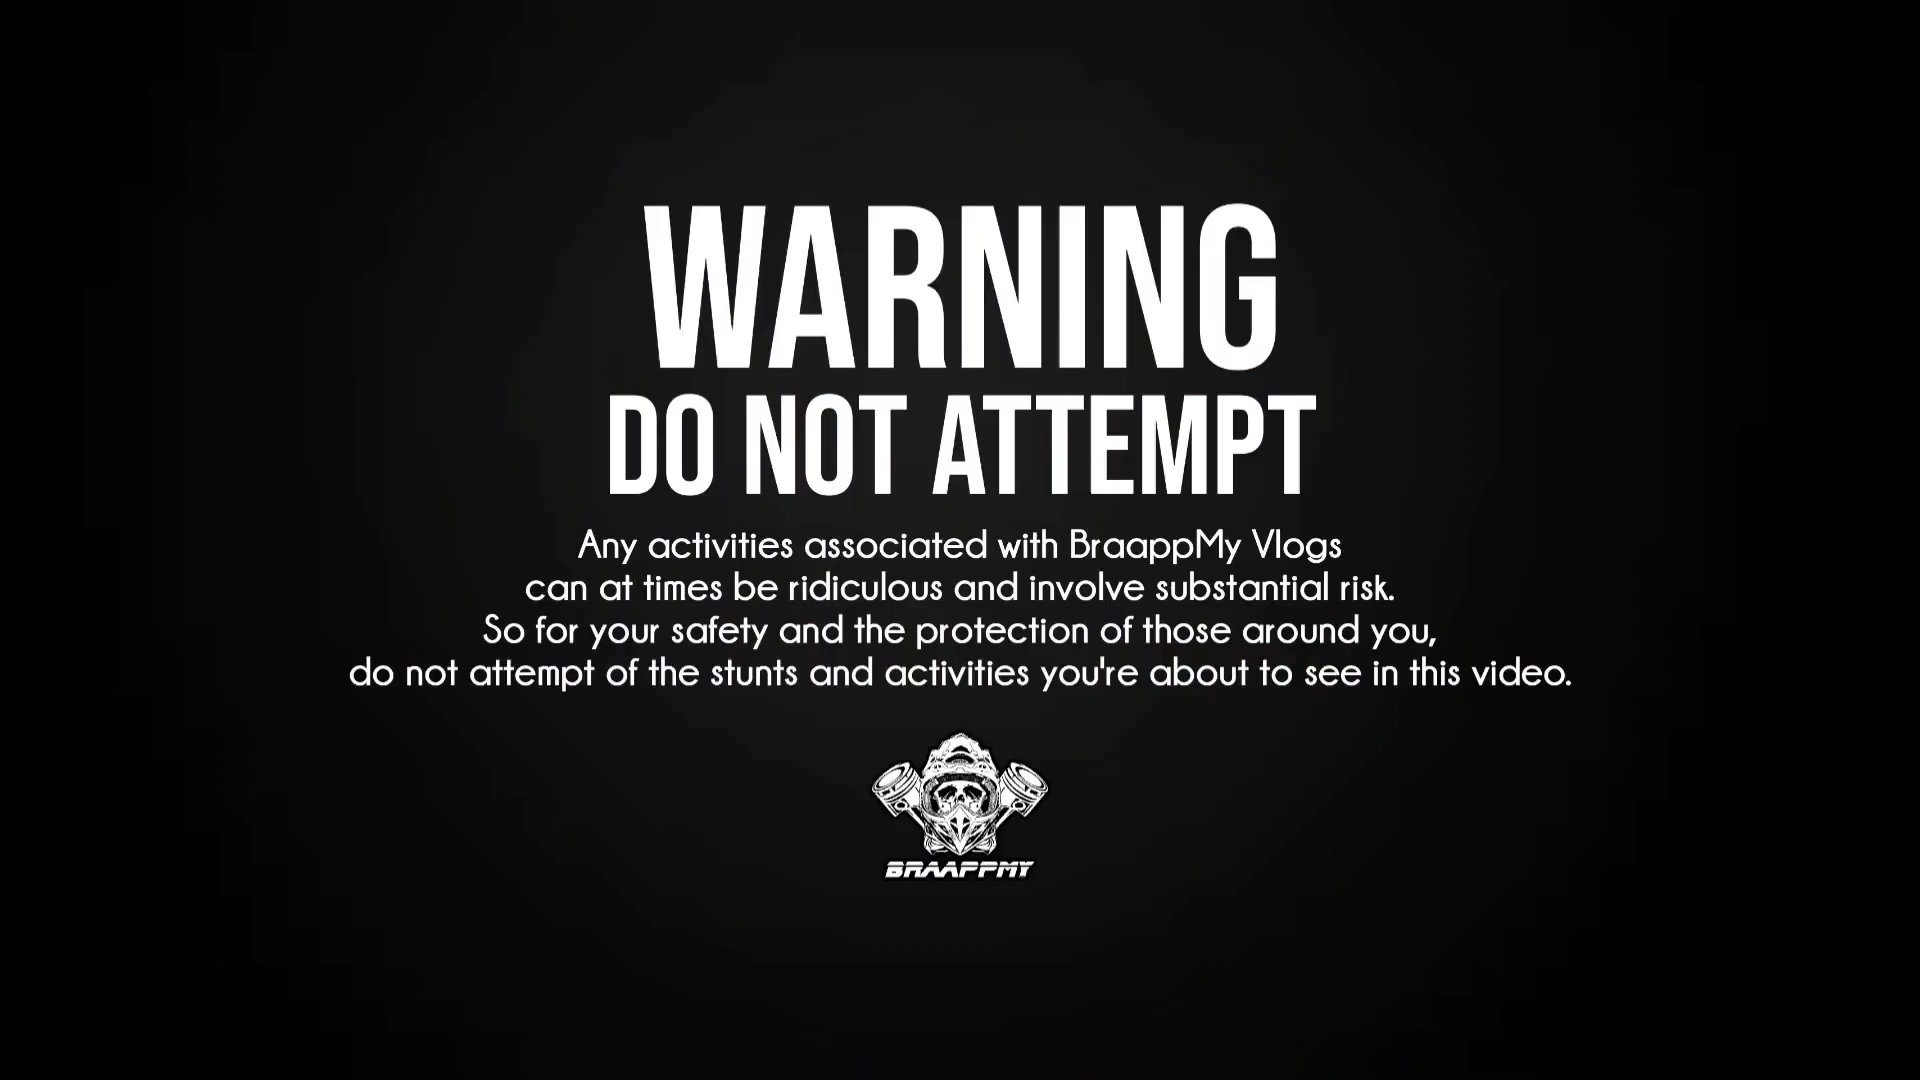 WARNING
DO NOT ATTEMPT
Any activities associated with BraappMy Vlogs
can at times be ridiculous and involve substantial risk.
So for your safety and the protection of those around you,
do not attempt of the stunts and activities you're about to see in this video.
BRAAPPMY